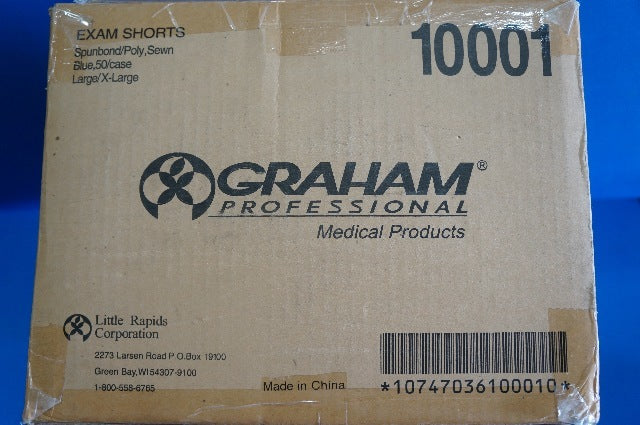 EXAM SHORTS
Spunbond/Poly,Sewn
Blue,50/case
Large/X-Large
10001
GRAHAM®
PROFESSIONAL
Medical Products
Little Rapids
Corporation
2273 Larsen Road P.O.Box 19100
Green Bay,WI54307-9100
1-800-558-6765
Made in China
*10747036100010*